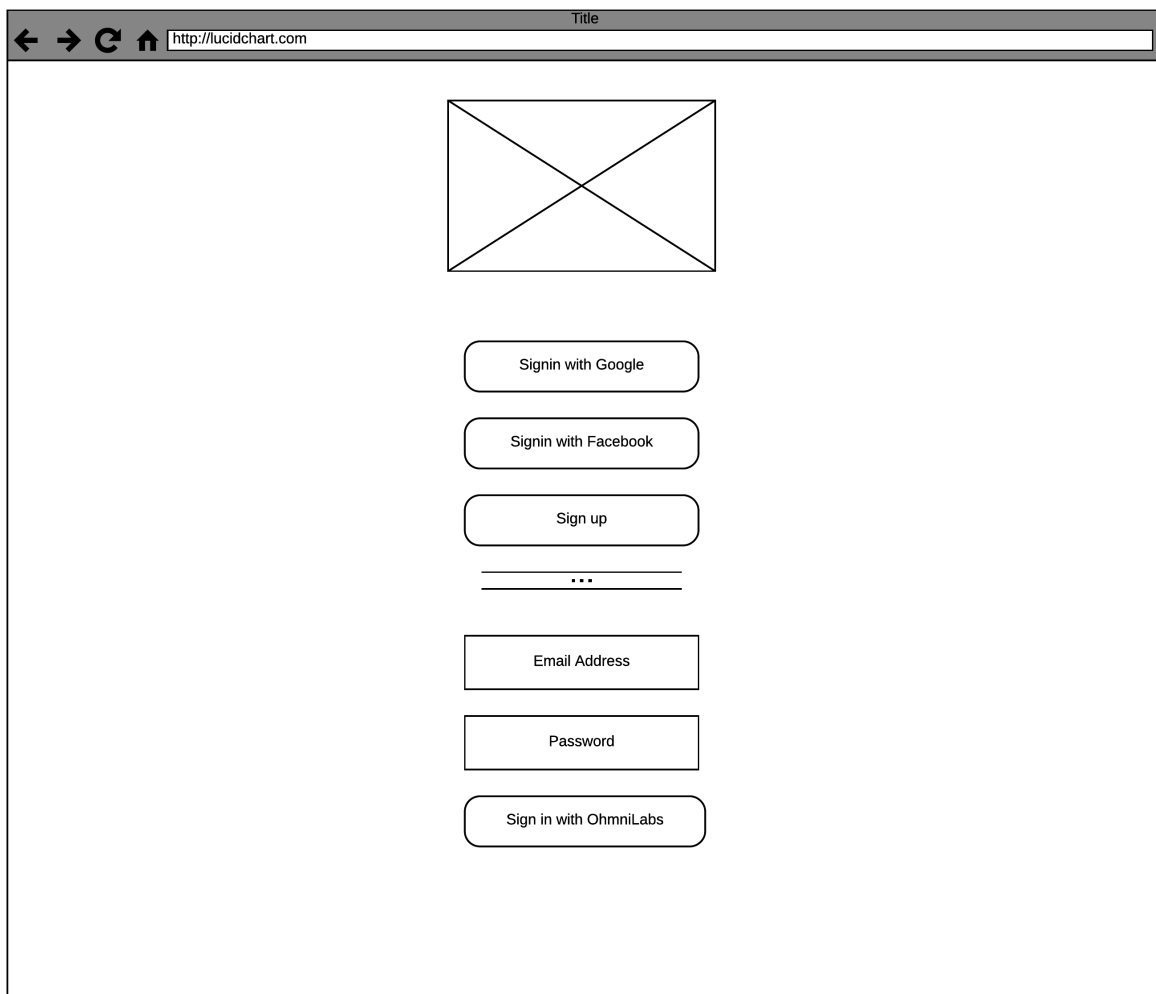 Title
http://lucidchart.com
Signin with Google
Signin with Facebook
Sign up
...
Email Address
Password
Sign in with OhmniLabs